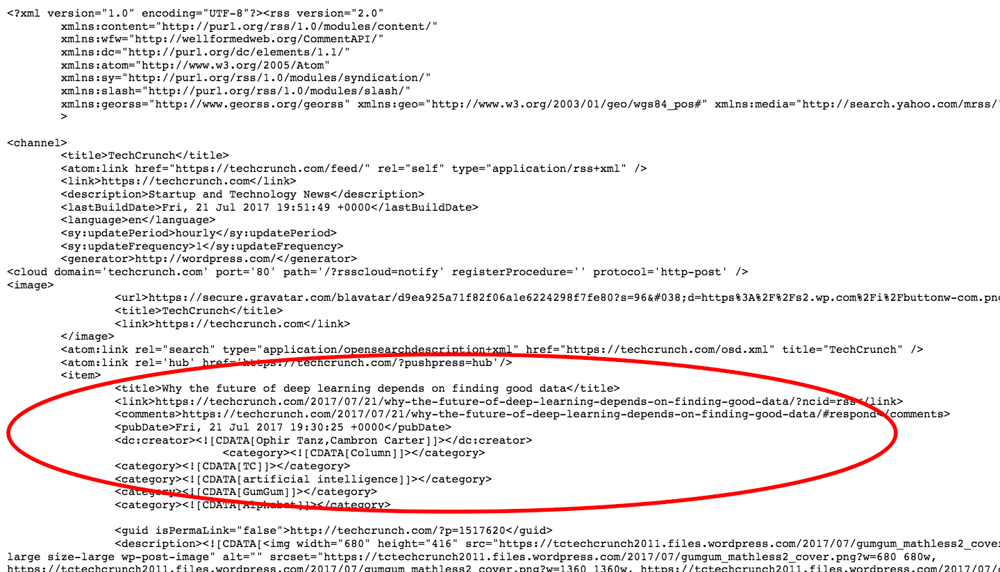 <?xml version="1.0" encoding="UTF-8"?><rss version="2.0"
xmlns:content="http://purl.org/rss/1.0/modules/content/"
xmlns:wfw="http://wellformedweb.org/CommentAPI/"
xmlns:dc="http://purl.org/dc/elements/1.1/"
xmlns:atom="http://www.w3.org/2005/Atom"
xmlns:sy="http://purl.org/rss/1.0/modules/syndication/"
xmlns:slash="http://purl.org/rss/1.0/modules/slash/"
xmlns:georss="http://www.georss.org/georss" xmlns:geo="http://www.w3.org/2003/01/geo/wgs84_pos#" xmlns:media="http://search.yahoo.com/mrss/"
>
<channel>
<title>TechCrunch</title>
<atom:link href="https://techcrunch.com/feed/" rel="self" type="application/rss+xml" />
<link>https://techcrunch.com</link>
<description>Startup and Technology News</description>
<lastBuildDate>Fri, 21 Jul 2017 19:51:49 +0000</lastBuildDate>
<language>en</language>
<sy:updatePeriod>hourly</sy:updatePeriod>
<sy:updateFrequency>1</sy:updateFrequency>
<generator>http://wordpress.com/</generator>
<cloud domain='techcrunch.com' port='80' path='/?rsscloud=notify' registerProcedure='' protocol='http-post' />
<image>
<url>https://secure.gravatar.com/blavatar/d9ea925a71f82f06a1e6224298f7fe80?s=96&#038;d=https%3A%2F%2Fs2.wp.com%2Fi%2Fbuttonw-com.png
<title>TechCrunch</title>
<link>https://techcrunch.com</link>
</image>
<atom:link rel="search" type="application/opensearchdescription+xml" href="https://techcrunch.com/osd.xml" title="TechCrunch" />
<atom:link rel='hub' href='https://techcrunch.com/?pushpress=hub'/>
<item>
<title>Why the future of deep learning depends on finding good data</title>
<link>https://techcrunch.com/2017/07/21/why-the-future-of-deep-learning-depends-on-finding-good-data/?ncid=rss</link>
<comments>https://techcrunch.com/2017/07/21/why-the-future-of-deep-learning-depends-on-finding-good-data/#respond</comments>
<pubDate>Fri, 21 Jul 2017 19:30:25 +0000</pubDate>
<dc:creator><![CDATA[Ophir Tanz,Cambron Carter]]></dc:creator>
<category><![CDATA[Column]]></category>
<category><![CDATA[TC]]></category>
<category><![CDATA[artificial intelligence]]></category>
<category><![CDATA[GumGum]]></category>
<category><![CDATA[Alphabet]]></category>
<guid isPermaLink="false">http://techcrunch.com/?p=1517620</guid>
<description><![CDATA[<img width="680" height="416" src="https://tctechcrunch2011.files.wordpress.com/2017/07/gumgum_mathless2_cove
large size-large wp-post-image" alt="" srcset="https://tctechcrunch2011.files.wordpress.com/2017/07/gumgum_mathless2_cover.png?w=680 680w,
https://tctechcrunch2011.files.wordpress.com/2017/07/gumgum_mathless2_cover.png?w=1360 1360w, https://tctechcrunch2011.files.wordpress.com/2017/07/